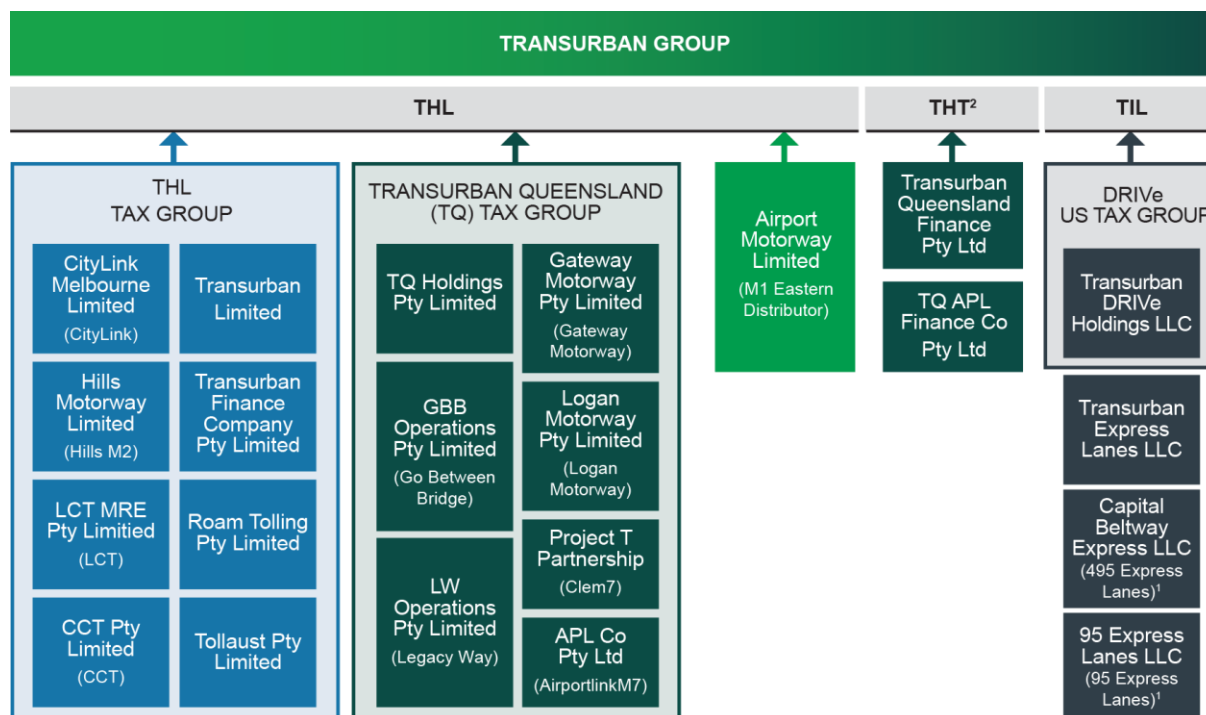 TRANSURBAN GROUP
THL
THT²
TIL
THL
TAX GROUP
CityLink
Melbourne
Limited
(CityLink)
Transurban
Limited
Hills
Motorway
Limited
(Hills M2)
Transurban
Finance
Company
Pty Limited
LCT MRE
Pty Limitied
(LCT)
Roam Tolling
Pty Limited
CCT Pty
Limited
(CCT)
Tollaust Pty
Limited
TRANSURBAN QUEENSLAND
(TQ) TAX GROUP
TQ Holdings
Pty Limited
GBB
Operations
Pty Limited
(Go Between
Bridge)
LW
Operations
Pty Limited
(Legacy Way)
Gateway
Motorway
Pty Limited
(Gateway
Motorway)
Logan
Motorway
Pty Limited
(Logan
Motorway)
Project T
Partnership
(Clem7)
APL Co
Pty Ltd
(AirportlinkM7)
Airport
Motorway
Limited
(M1 Eastern
Distributor)
Transurban
Queensland
Finance
Pty Ltd
TQ APL
Finance Co
Pty Ltd
DRIVe
US TAX GROUP
Transurban
DRIVe
Holdings LLC
Transurban
Express
Lanes LLC
Capital
Beltway
Express LLC
(495 Express
Lanes)¹
95 Express
Lanes LLC
(95 Express
Lanes)¹